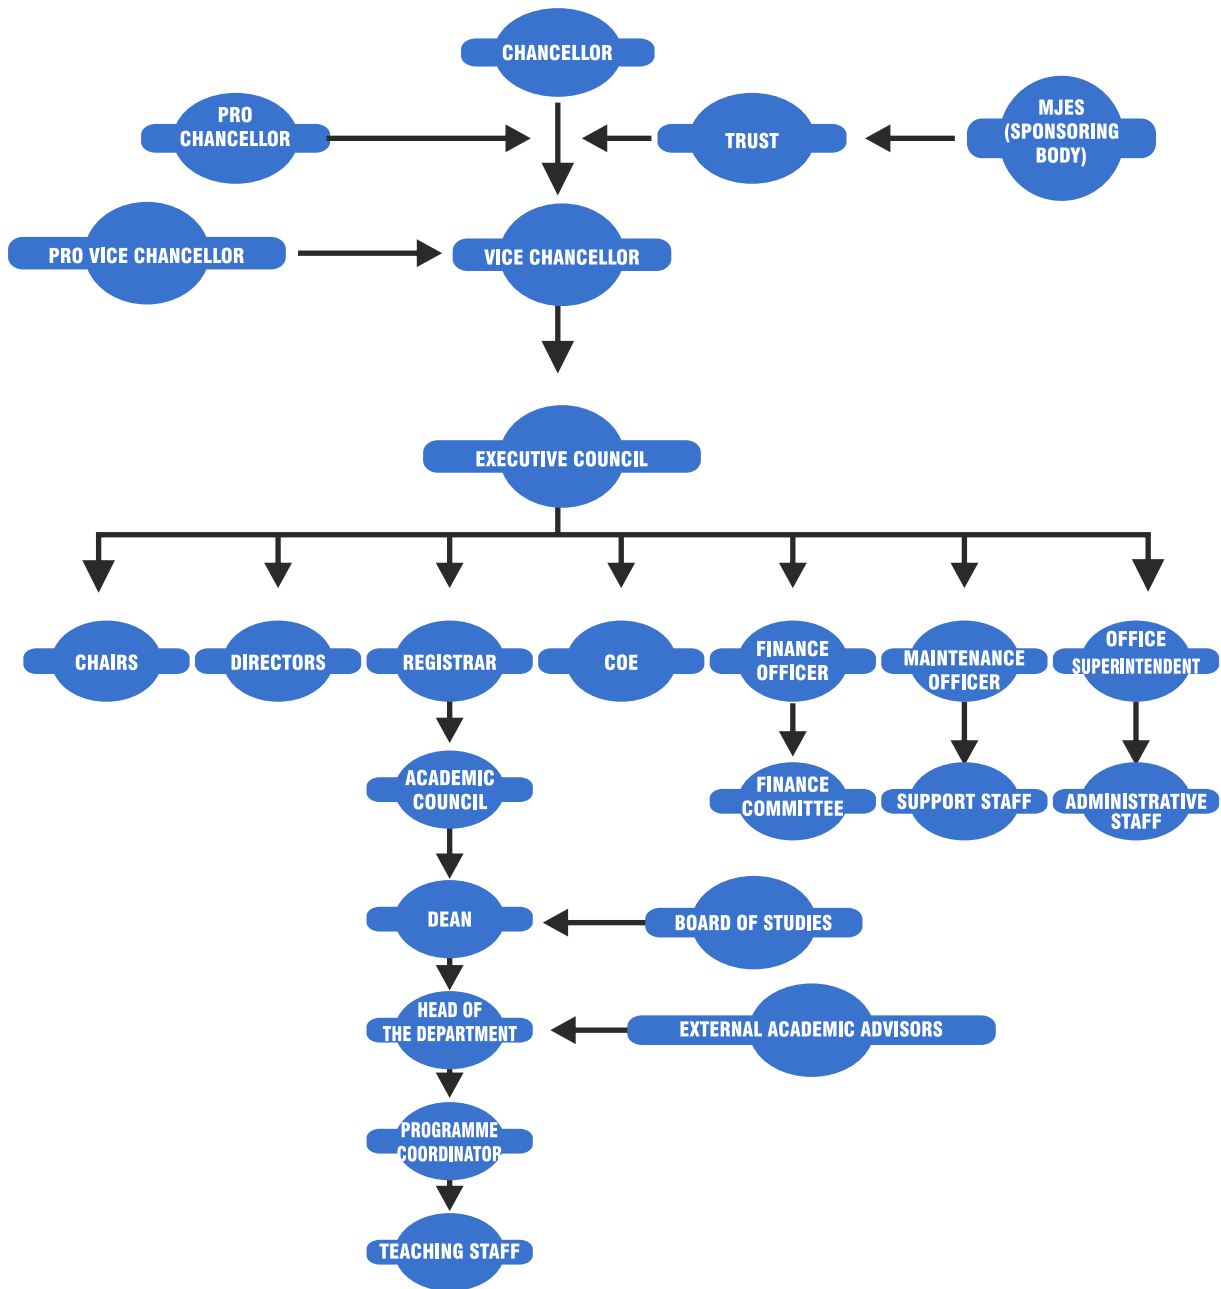 CHANCELLOR
PRO
CHANCELLOR
TRUST
MJES
(SPONSORING
BODY)
PRO VICE CHANCELLOR
VICE CHANCELLOR
EXECUTIVE COUNCIL
CHAIRS
DIRECTORS
REGISTRAR
COE
FINANCE
OFFICER
MAINTENANCE
OFFICER
OFFICE
SUPERINTENDENT
ACADEMIC
COUNCIL
FINANCE
COMMITTEE
SUPPORT STAFF
ADMINISTRATIVE
STAFF
DEAN
BOARD OF STUDIES
HEAD OF
THE DEPARTMENT
EXTERNAL ACADEMIC ADVISORS
PROGRAMME
COORDINATOR
TEACHING STAFF